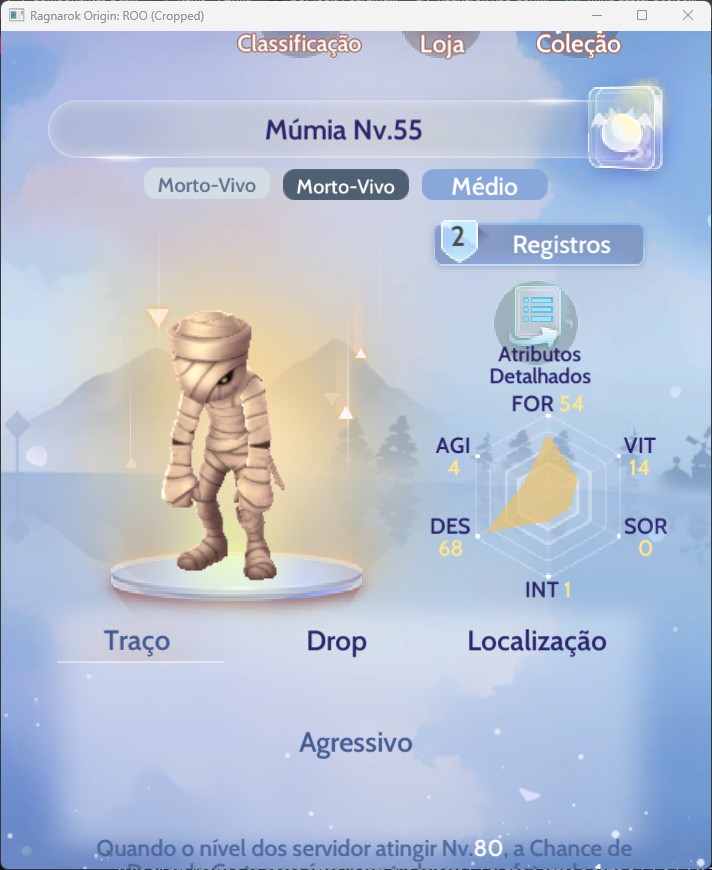 Ragnarok Origin: ROO (Cropped)
Classificação Loja Coleção
Múmia Nv.55
Morto-Vivo Morto-Vivo Médio
2 Registros
Atributos
Detalhados
FOR 54
AGI VIT
4 14
DES SOR
68 0
INT 1
Traço Drop Localização
Agressivo
Quando o nível dos servidor atingir Nv.80, a Chance de